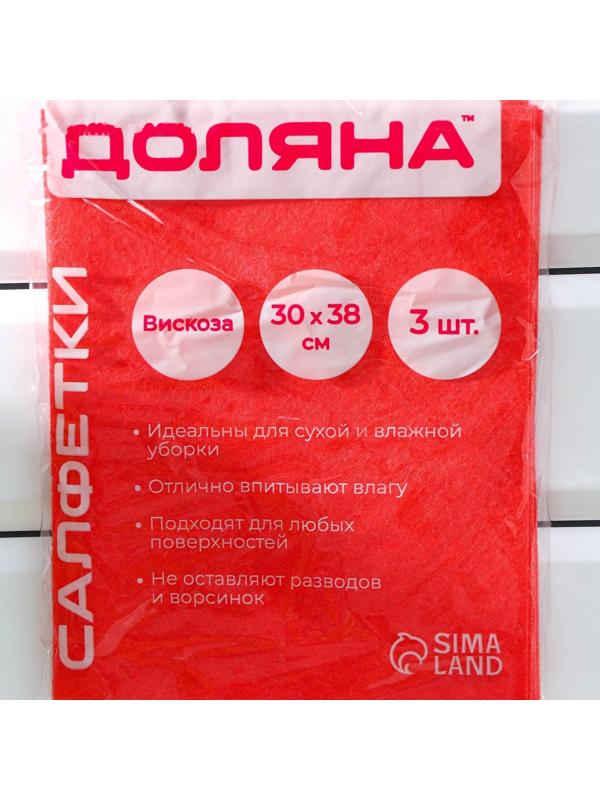 ДОЛЯНА™
САЛФЕТКИ
Вискоза
30 х 38
см
3 шт.
• Идеальны для сухой и влажной
уборки
• Отлично впитывают влагу
• Подходят для любых
поверхностей
• Не оставляют разводов
и ворсинок
SIMA
LAND